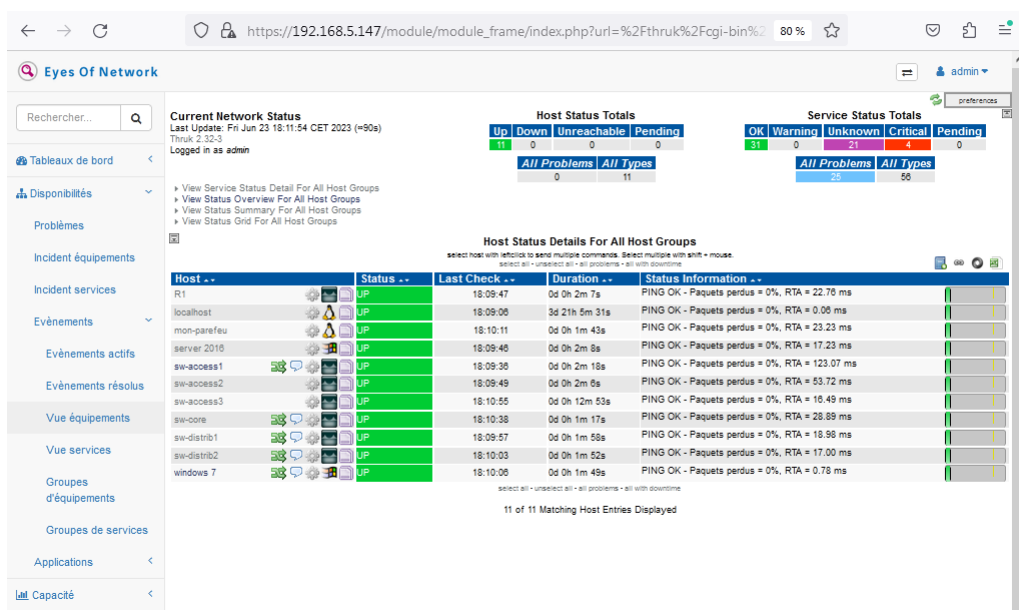 https://192.168.5.147/module/module_frame/index.php?url=%2Fthruk%2Fcgi-bin%2
80 %
Eyes Of Network
admin
Rechercher...
Tableaux de bord
Disponibilités
Problèmes
Incident équipements
Incident services
Evènements
Evènements actifs
Evènements résolus
Vue équipements
Vue services
Groupes
d'équipements
Groupes de services
Applications
Capacité
preferences
Current Network Status
Last Update: Fri Jun 23 18:11:54 CET 2023 (≈90s)
Thruk 2.32-3
Logged in as admin
View Service Status Detail For All Host Groups
View Status Overview For All Host Groups
View Status Summary For All Host Groups
View Status Grid For All Host Groups
Host Status Totals
Up Down Unreachable Pending
11 0 0 0
All Problems All Types
0 11
Service Status Totals
OK Warning Unknown Critical Pending
31 0 21 4 0
All Problems All Types
25 56
Host Status Details For All Host Groups
select host with leftclick to send multiple commands. Select multiple with shift + mouse.
select all - unselect all - all problems - all with downtime
Host Status Last Check Duration Status Information
R1 UP 18:09:47 0d 0h 2m 7s PING OK - Paquets perdus = 0%, RTA = 22.76 ms
localhost UP 18:09:06 3d 21h 5m 31s PING OK - Paquets perdus = 0%, RTA = 0.06 ms
mon-parefeu UP 18:10:11 0d 0h 1m 43s PING OK - Paquets perdus = 0%, RTA = 23.23 ms
server 2016 UP 18:09:46 0d 0h 2m 8s PING OK - Paquets perdus = 0%, RTA = 17.23 ms
sw-access1 UP 18:09:36 0d 0h 2m 18s PING OK - Paquets perdus = 0%, RTA = 123.07 ms
sw-access2 UP 18:09:49 0d 0h 2m 6s PING OK - Paquets perdus = 0%, RTA = 53.72 ms
sw-access3 UP 18:10:55 0d 0h 12m 53s PING OK - Paquets perdus = 0%, RTA = 16.49 ms
sw-core UP 18:10:38 0d 0h 1m 17s PING OK - Paquets perdus = 0%, RTA = 28.89 ms
sw-distrib1 UP 18:09:57 0d 0h 1m 58s PING OK - Paquets perdus = 0%, RTA = 18.98 ms
sw-distrib2 UP 18:10:03 0d 0h 1m 52s PING OK - Paquets perdus = 0%, RTA = 17.00 ms
windows 7 UP 18:10:06 0d 0h 1m 49s PING OK - Paquets perdus = 0%, RTA = 0.78 ms
select all - unselect all - all problems - all with downtime
11 of 11 Matching Host Entries Displayed